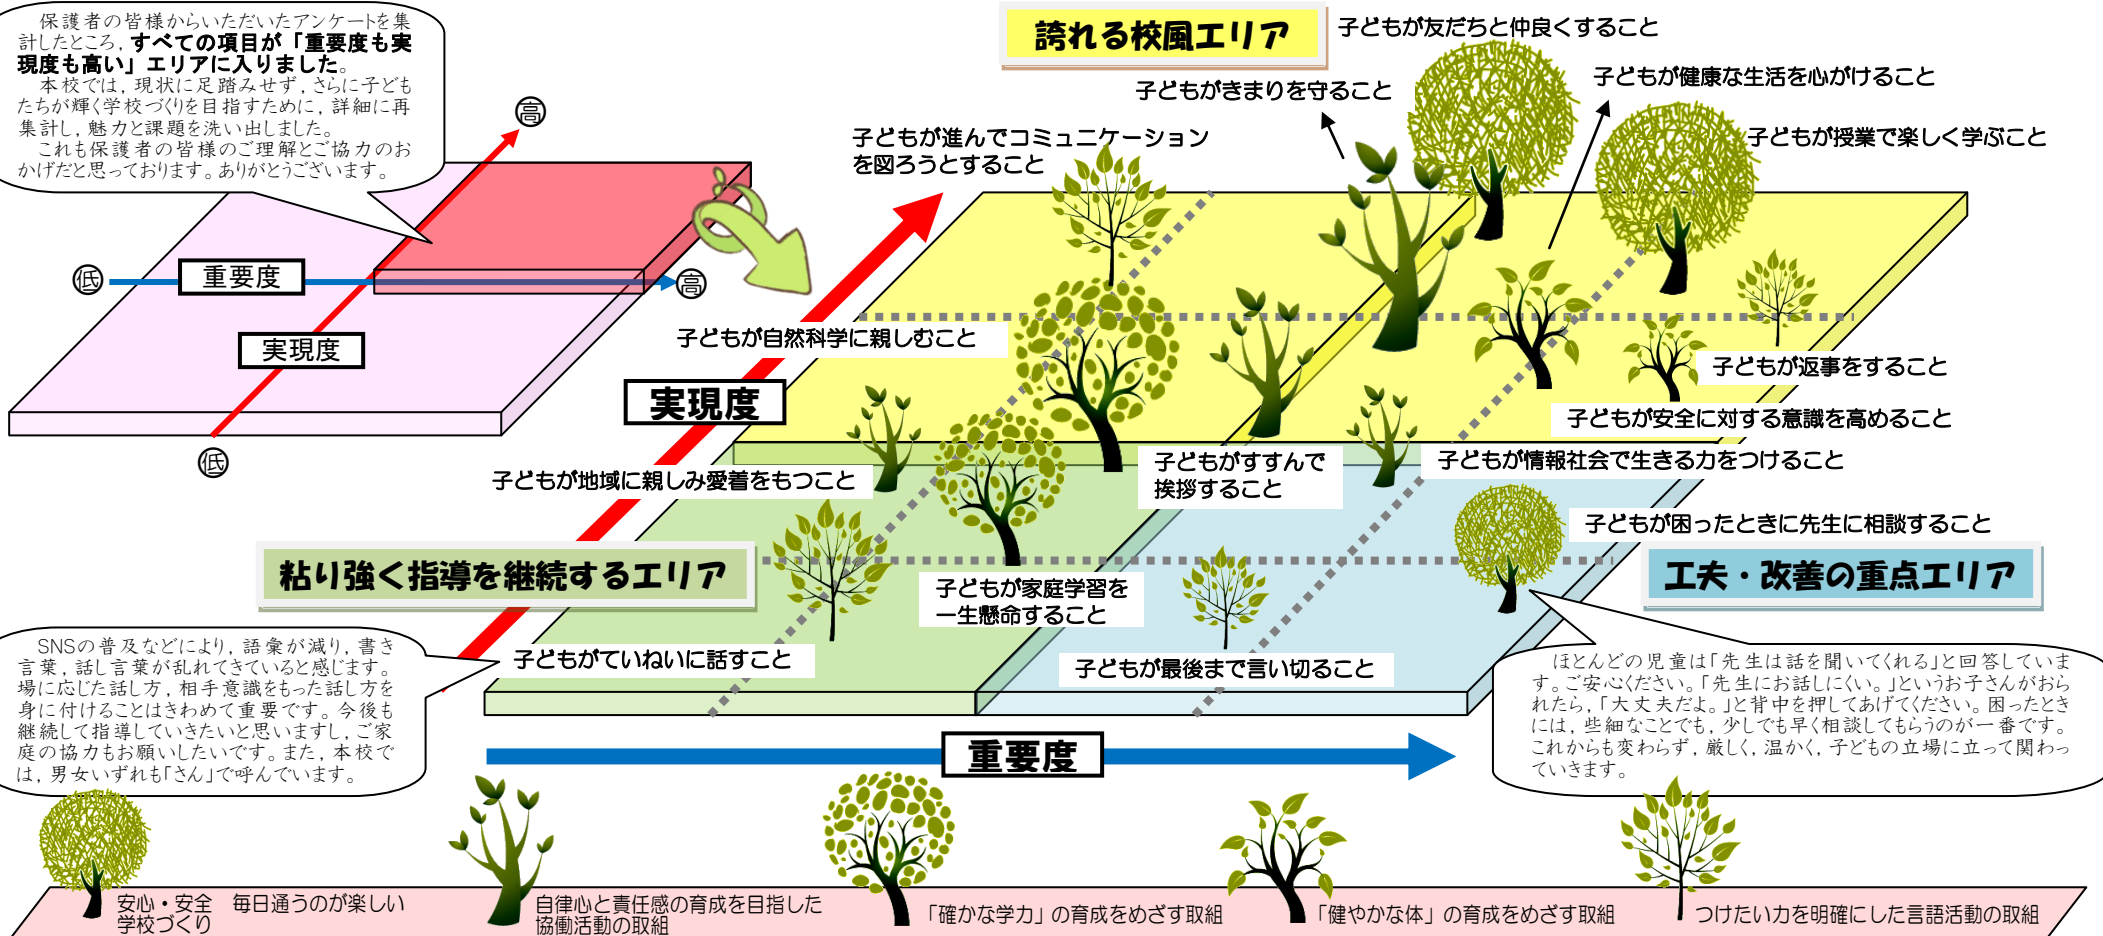 保護者の皆様からいただいたアンケートを集
計したところ，すべての項目が「重要度も実
現度も高い」エリアに入りました。
本校では，現状に足踏みせず，さらに子ども
たちが輝く学校づくりを目指すために，詳細に再
集計し，魅力と課題を洗い出しました。
これも保護者の皆様のご理解とご協力のお
かげだと思っております。ありがとうございます。
高
低
重要度
高
実現度
低
誇れる校風エリア
子どもが友だちと仲良くすること
子どもが健康な生活を心がけること
子どもがきまりを守ること
子どもが進んでコミュニケーション
を図ろうとすること
子どもが授業で楽しく学ぶこと
子どもが自然科学に親しむこと
実現度
子どもが返事をすること
子どもが安全に対する意識を高めること
子どもが地域に親しみ愛着をもつこと
子どもがすすんで
挨拶すること
子どもが情報社会で生きる力をつけること
子どもが困ったときに先生に相談すること
粘り強く指導を継続するエリア
工夫・改善の重点エリア
子どもが家庭学習を
一生懸命すること
子どもがていねいに話すこと
子どもが最後まで言い切ること
SNSの普及などにより，語彙が減り，書き
言葉，話し言葉が乱れてきていると感じます。
場に応じた話し方，相手意識をもった話し方を
身に付けることはきわめて重要です。今後も
継続して指導していきたいと思いますし，ご家
庭の協力もお願いしたいです。また，本校で
は，男女いずれも「さん」で呼んでいます。
ほとんどの児童は「先生は話を聞いてくれる」と回答していま
す。ご安心ください。「先生にお話しにくい。」というお子さんがおら
れたら，「大丈夫だよ。」と背中を押してあげてください。困ったとき
には，些細なことでも，少しでも早く相談してもらうのが一番です。
これからも変わらず，厳しく，温かく，子どもの立場に立って関わっ
ていきます。
重要度
安心・安全　毎日通うのが楽しい
学校づくり
自律心と責任感の育成を目指した
協働活動の取組
「確かな学力」の育成をめざす取組
「健やかな体」の育成をめざす取組
つけたい力を明確にした言語活動の取組